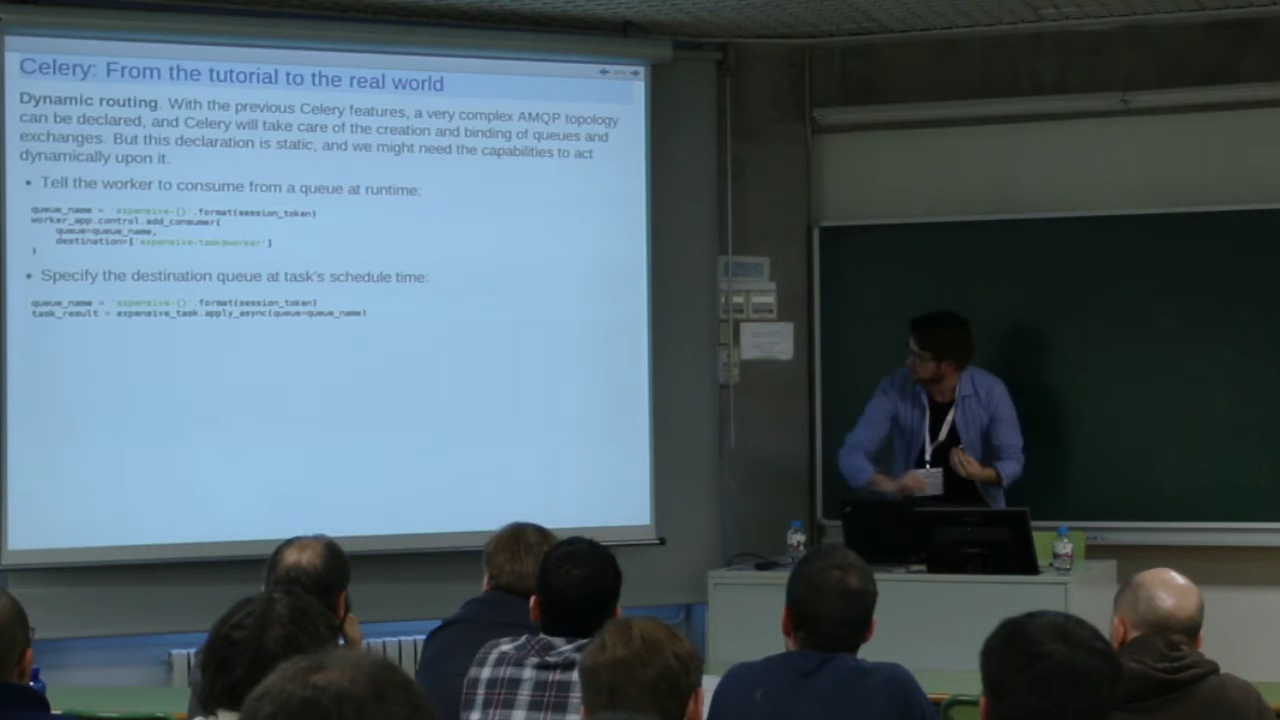 Celery: From the tutorial to the real world
Dynamic routing. With the previous Celery features, a very complex AMQP topology
can be declared, and Celery will take care of the creation and binding of queues and
exchanges. But this declaration is static, and we might need the capabilities to act
dynamically upon it.
• Tell the worker to consume from a queue at runtime:
queue_name = 'expensive-{}'.format(session_token)
worker_app.control.add_consumer(
queue=queue_name,
destination=['expensive-task@worker']
)
• Specify the destination queue at task's schedule time:
queue_name = 'expensive-{}'.format(session_token)
task_result = expensive_task.apply_async(queue=queue_name)